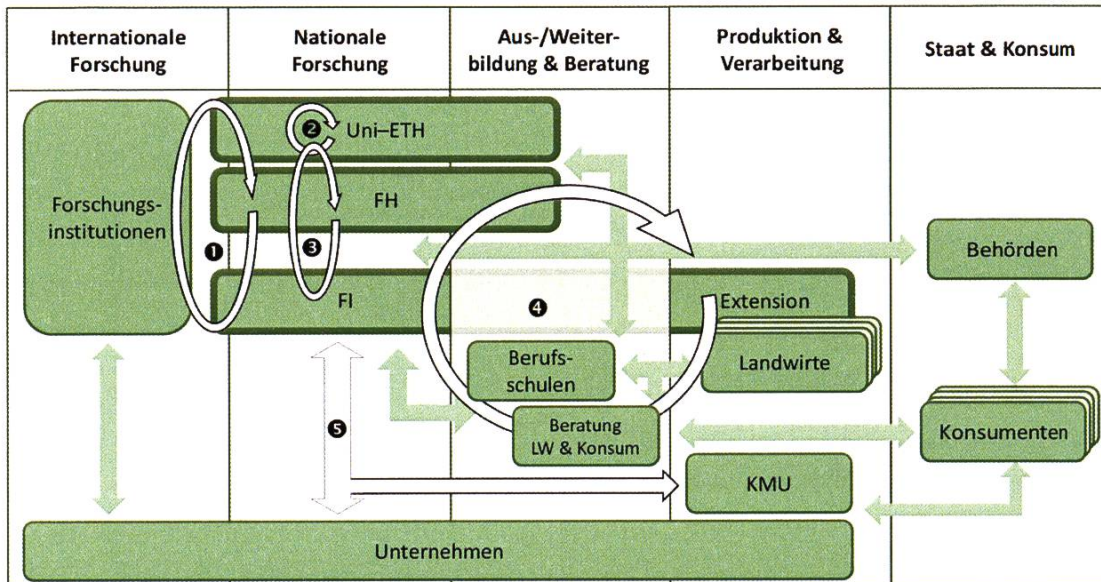 Internationale
Forschung
Nationale
Forschung
Aus-/Weiter-
bildung & Beratung
Produktion &
Verarbeitung
Staat & Konsum
❷
Uni–ETH
Forschungs-
institutionen
FH
❶
❸
Behörden
FI
❹
Extension
Berufs-
schulen
Landwirte
❺
Beratung
LW & Konsum
Konsumenten
KMU
Unternehmen